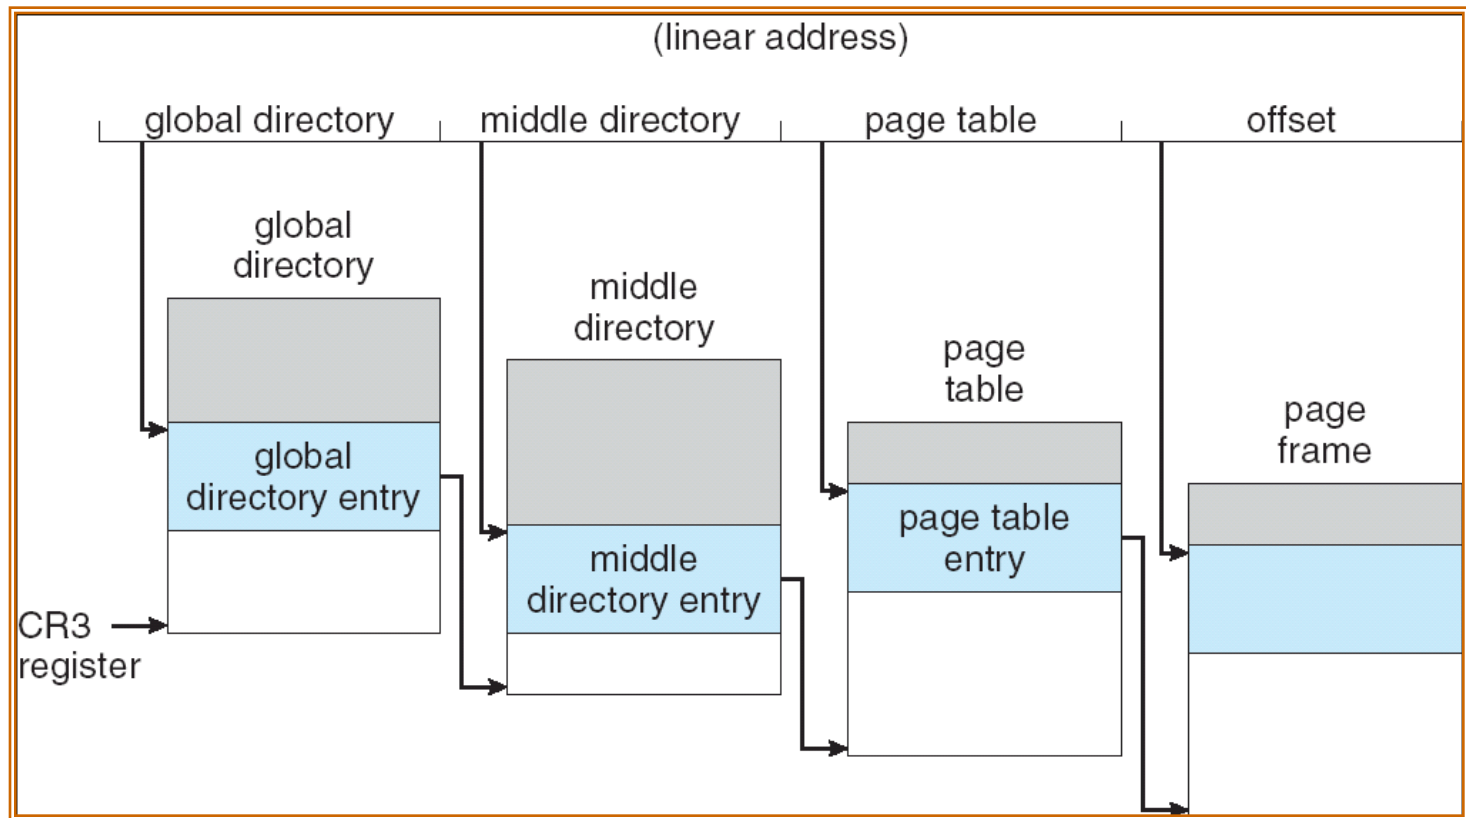 (linear address)
global directory
middle directory
page table
offset
global
directory
middle
directory
page
table
page
frame
global
directory entry
page table
entry
middle
directory entry
CR3
register